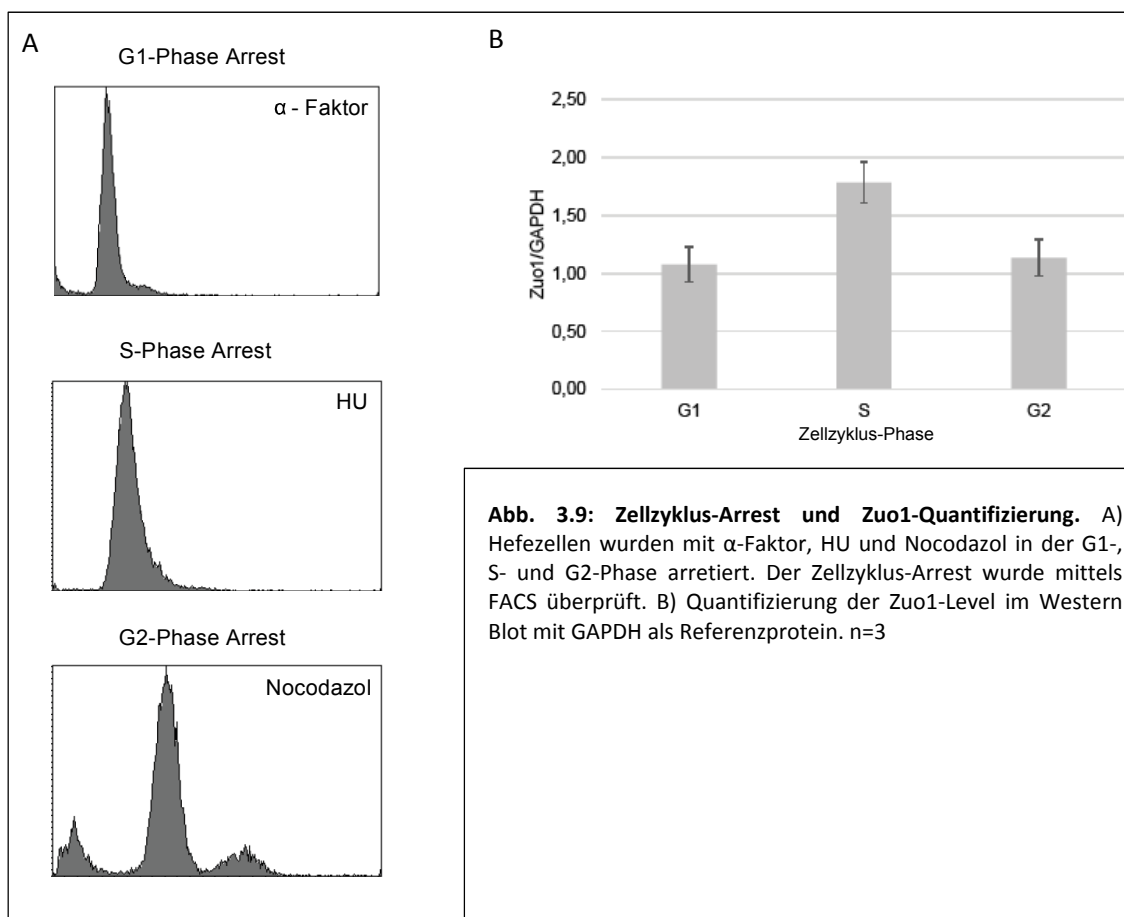 A
G1-Phase Arrest
α - Faktor
S-Phase Arrest
HU
G2-Phase Arrest
Nocodazol
B
2,50
2,00
1,50
1,00
0,50
0,00
Zuo1/GAPDH
G1 S G2
Zellzyklus-Phase
Abb. 3.9: Zellzyklus-Arrest und Zuo1-Quantifizierung. A)
Hefezellen wurden mit α-Faktor, HU und Nocodazol in der G1-,
S- und G2-Phase arretiert. Der Zellzyklus-Arrest wurde mittels
FACS überprüft. B) Quantifizierung der Zuo1-Level im Western
Blot mit GAPDH als Referenzprotein. n=3